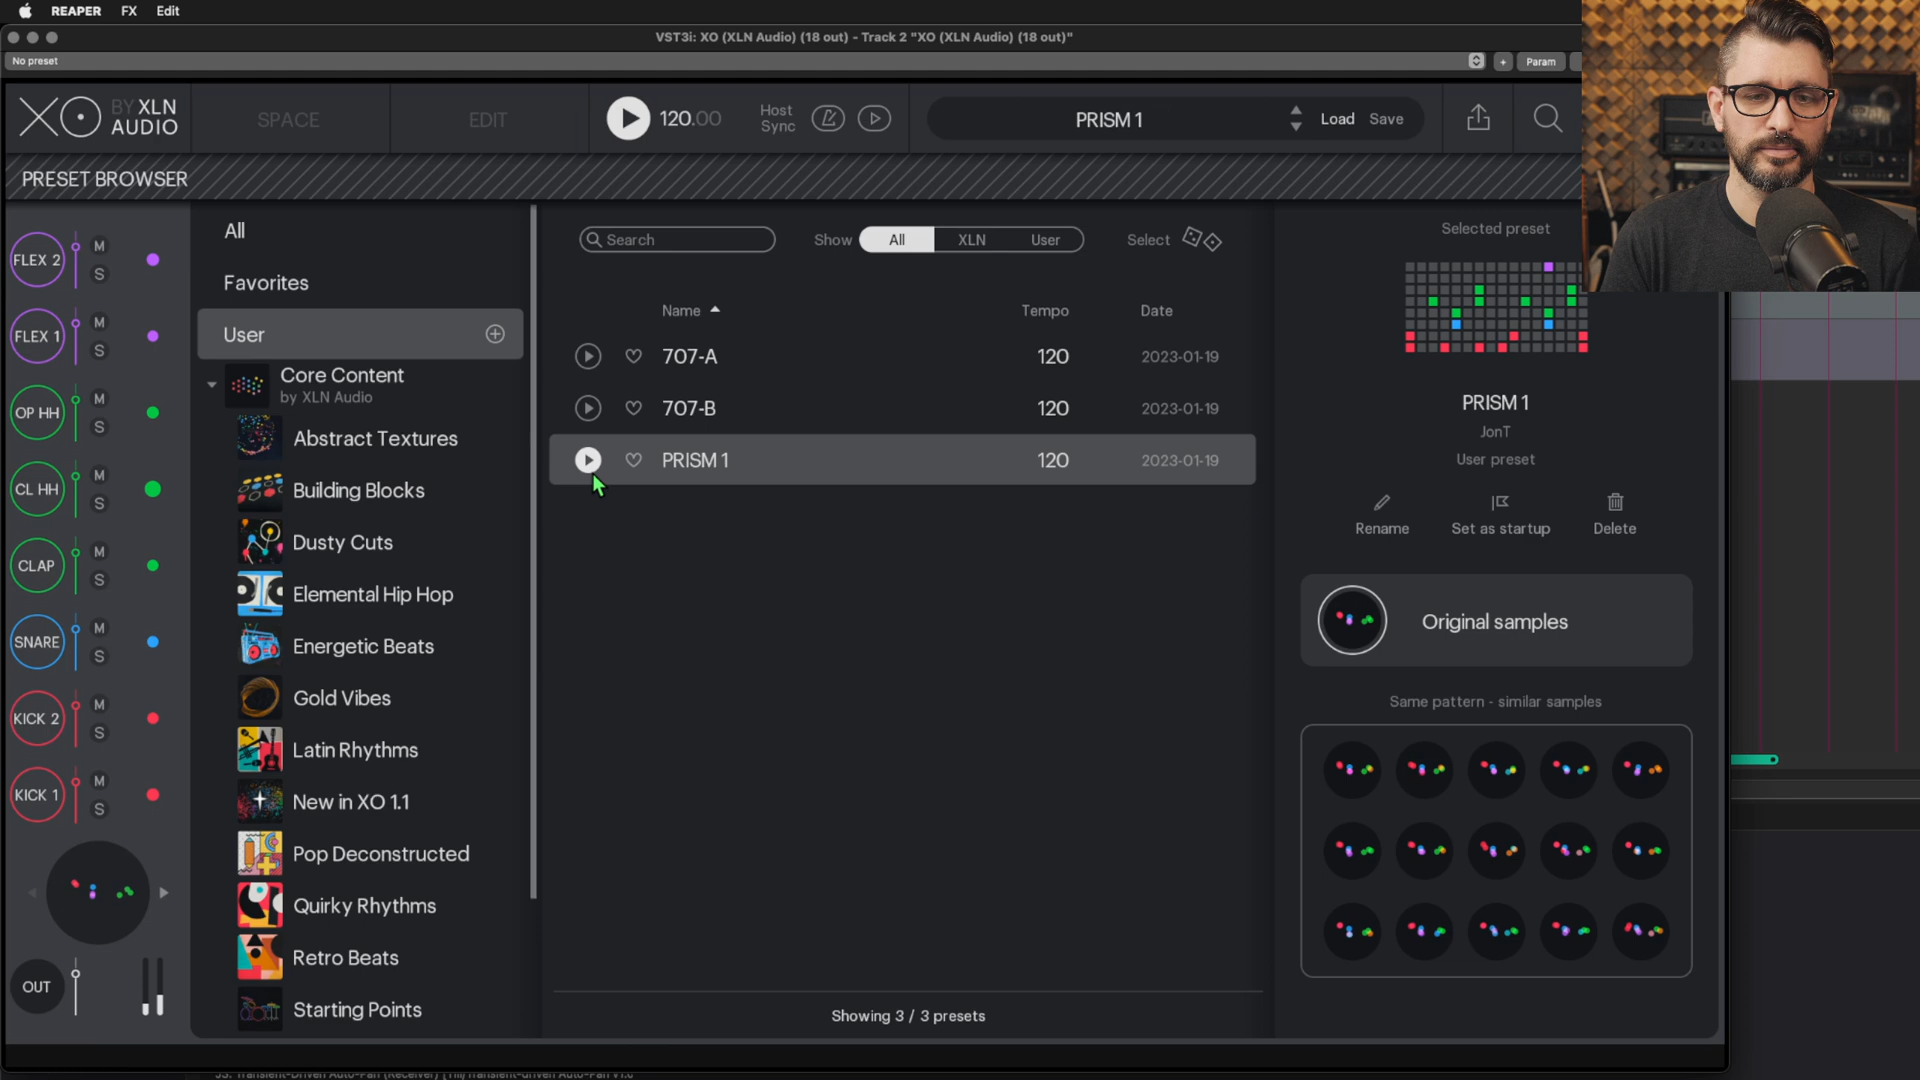 REAPER FX Edit
VST3i: XO (XLN Audio) (18 out) - Track 2 "XO (XLN Audio) (18 out)"
No preset
+ Param
XO BY XLN AUDIO
SPACE
EDIT
120.00
Host Sync
PRISM 1
Load Save
PRESET BROWSER
FLEX 2 M S
FLEX 1 M S
OP HH M S
CL HH M S
CLAP M S
SNARE M S
KICK 2 M S
KICK 1 M S
OUT
All
Favorites
User
Core Content
by XLN Audio
Abstract Textures
Building Blocks
Dusty Cuts
Elemental Hip Hop
Energetic Beats
Gold Vibes
Latin Rhythms
New in XO 1.1
Pop Deconstructed
Quirky Rhythms
Retro Beats
Starting Points
Search
Show All XLN User
Select
Name Tempo Date
707-A 120 2023-01-19
707-B 120 2023-01-19
PRISM 1 120 2023-01-19
Showing 3 / 3 presets
Selected preset
PRISM 1
JonT
User preset
Rename Set as startup Delete
Original samples
Same pattern - similar samples